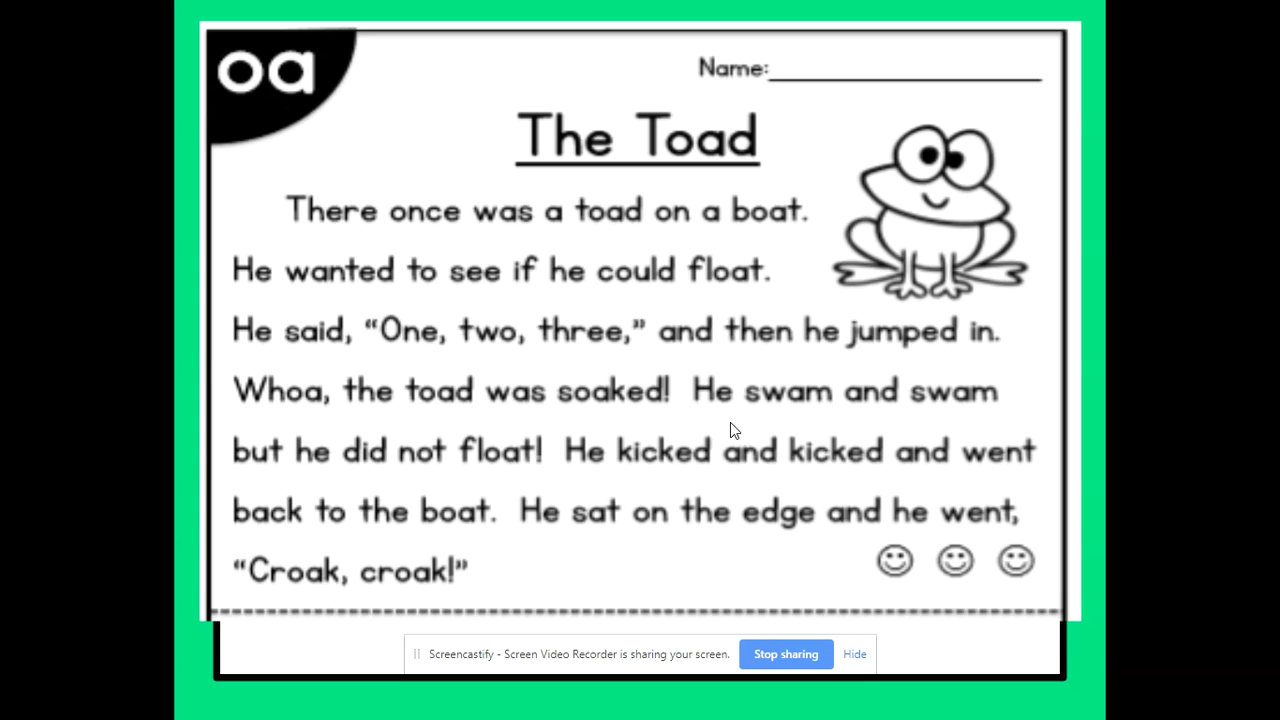 oa
Name:
The Toad
There once was a toad on a boat.
He wanted to see if he could float.
He said, “One, two, three,” and then he jumped in.
Whoa, the toad was soaked!  He swam and swam
but he did not float!  He kicked and kicked and went
back to the boat.  He sat on the edge and he went,
“Croak, croak!”
Screencastify - Screen Video Recorder is sharing your screen. Stop sharing Hide